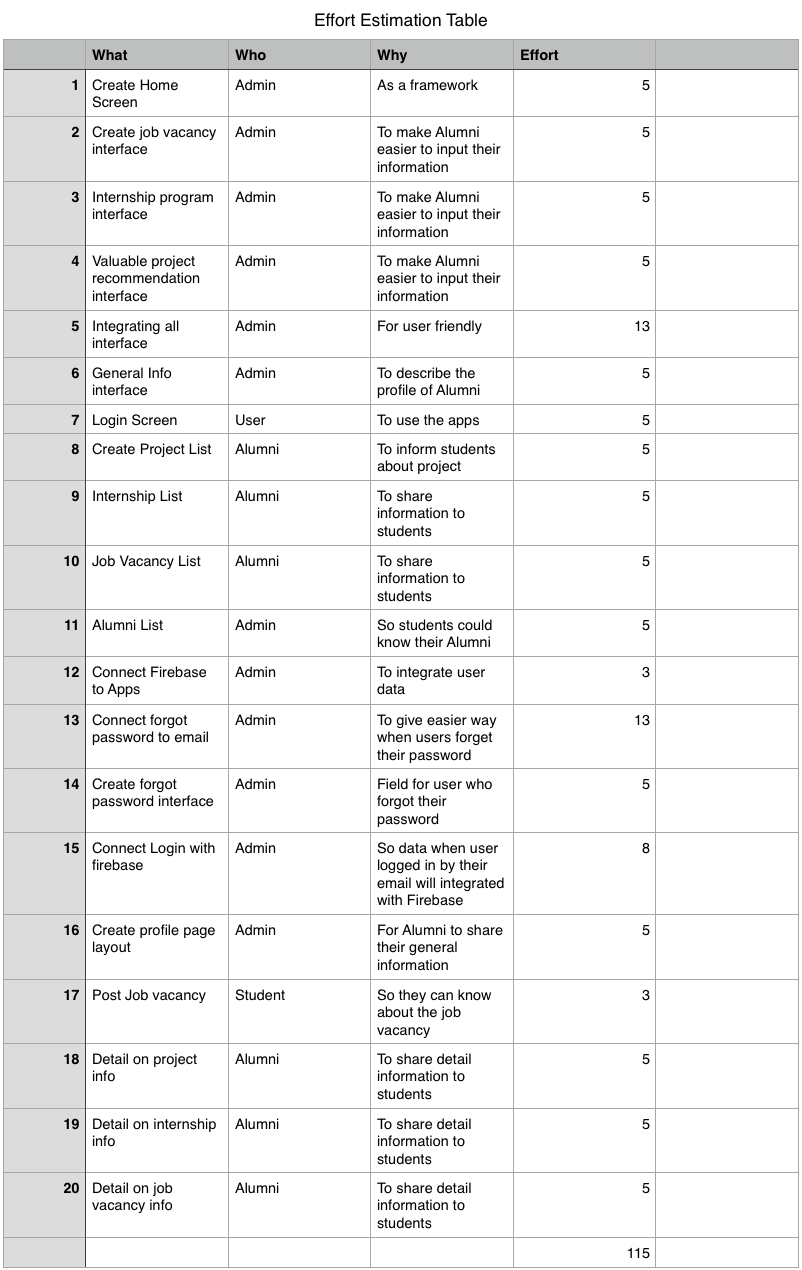 Effort Estimation Table
What Who Why Effort
1 Create Home Admin As a framework 5
Screen
2 Create job vacancy Admin To make Alumni 5
interface easier to input their
information
3 Internship program Admin To make Alumni 5
interface easier to input their
information
4 Valuable project Admin To make Alumni 5
recommendation easier to input their
interface information
5 Integrating all Admin For user friendly 13
interface
6 General Info Admin To describe the 5
interface profile of Alumni
7 Login Screen User To use the apps 5
8 Create Project List Alumni To inform students 5
about project
9 Internship List Alumni To share 5
information to
students
10 Job Vacancy List Alumni To share 5
information to
students
11 Alumni List Admin So students could 5
know their Alumni
12 Connect Firebase Admin To integrate user 3
to Apps data
13 Connect forgot Admin To give easier way 13
password to email when users forget
their password
14 Create forgot Admin Field for user who 5
password interface forgot their
password
15 Connect Login with Admin So data when user 8
firebase logged in by their
email will integrated
with Firebase
16 Create profile page Admin For Alumni to share 5
layout their general
information
17 Post Job vacancy Student So they can know 3
about the job
vacancy
18 Detail on project Alumni To share detail 5
info information to
students
19 Detail on internship Alumni To share detail 5
info information to
students
20 Detail on job Alumni To share detail 5
vacancy info information to
students
115